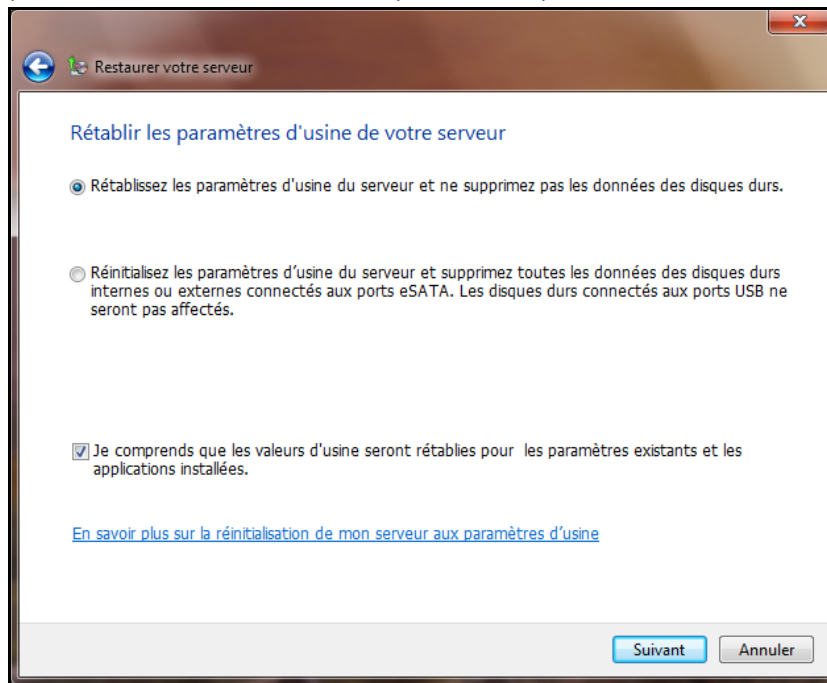 Restaurer votre serveur
Rétablir les paramètres d'usine de votre serveur
Rétablissez les paramètres d'usine du serveur et ne supprimez pas les données des disques durs.
Réinitialisez les paramètres d’usine du serveur et supprimez toutes les données des disques durs
internes ou externes connectés aux ports eSATA. Les disques durs connectés aux ports USB ne
seront pas affectés.
Je comprends que les valeurs d'usine seront rétablies pour les paramètres existants et les
applications installées.
En savoir plus sur la réinitialisation de mon serveur aux paramètres d’usine
Suivant Annuler